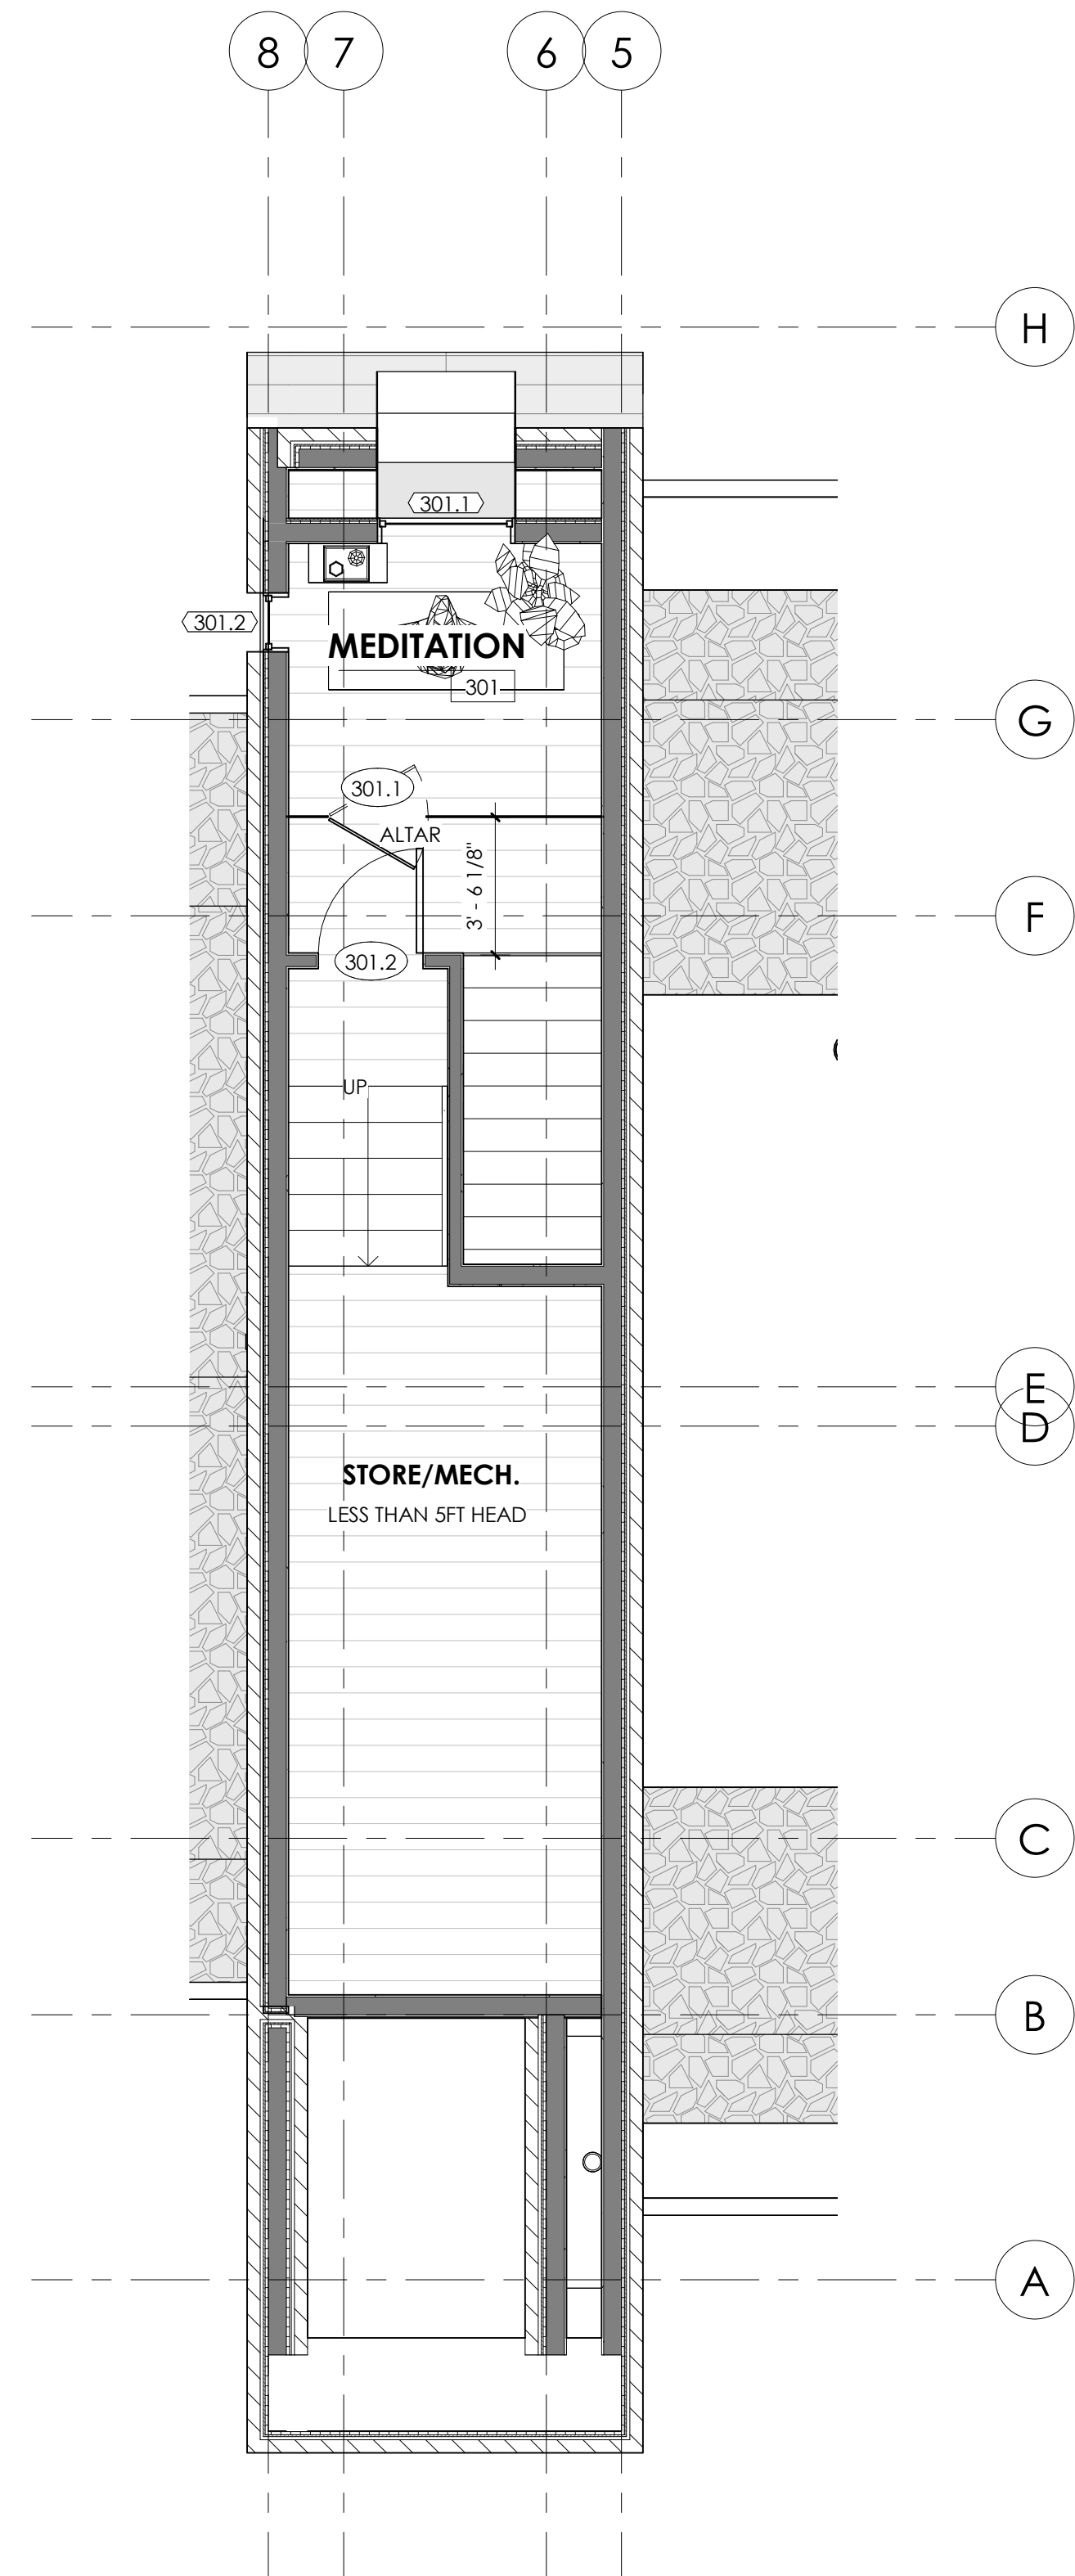 8 7 6 5
H
301.1
301.2
MEDITATION
301
G
301.1
ALTAR
3' - 6 1/8"
F
301.2
UP
E
D
STORE/MECH.
LESS THAN 5FT HEAD
C
B
A